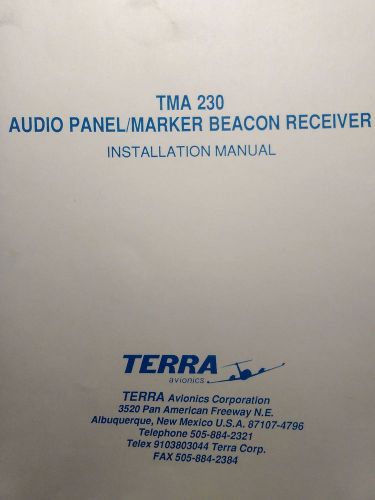 TMA 230
AUDIO PANEL/MARKER BEACON RECEIVER
INSTALLATION MANUAL
TERRA
avionics
TERRA Avionics Corporation
3520 Pan American Freeway N.E.
Albuquerque, New Mexico U.S.A. 87107-4796
Telephone 505-884-2321
Telex 9103803044 Terra Corp.
FAX 505-884-2384